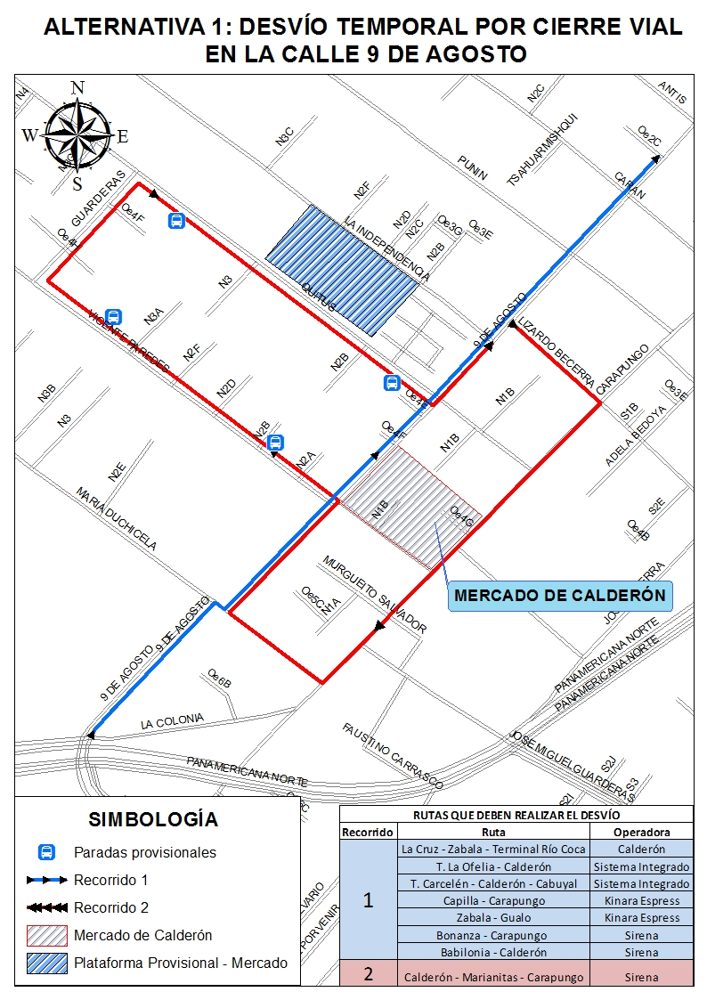 ALTERNATIVA 1: DESVÍO TEMPORAL POR CIERRE VIAL
EN LA CALLE 9 DE AGOSTO
N
W
E
S
N4
N3C
N2C
ANTIS
Oe2C
TSAHUARMISHQUI
PUNIN
CARAN
GUARDERAS
Oe4F
Oe4H
N2F
LA INDEPENDENCIA
N2D
N2C
Oe3G
Oe3E
N2B
N3
QUITUS
9 DE AGOSTO
LIZARDO BECERRA
CARAPUNGO
VICENTE PAREDES
N3A
N2F
N2B
N2D
Oe4E
N1B
S1B
Oe3E
ADELA BEDOYA
N3B
N3
N2B
N2A
Oe4F
N1B
N2E
MARIA DUCHICELA
N1B
Oe4G
S2E
Oe4B
MURGUEITO SALVADOR
Oe5C
N1A
MERCADO DE CALDERÓN
9 DE AGOSTO
9 DE AGOSTO
Oe6B
PANAMERICANA NORTE
PANAMERICANA NORTE
LA COLONIA
PANAMERICANA NORTE
FAUSTINO CARRASCO
JOSE MIGUEL GUARDERAS
S2J
S3
S2I
PORVENIR
SIMBOLOGÍA
Paradas provisionales
Recorrido 1
Recorrido 2
Mercado de Calderón
Plataforma Provisional - Mercado
RUTAS QUE DEBEN REALIZAR EL DESVÍO
Recorrido Ruta Operadora
1
La Cruz - Zabala - Terminal Río Coca Calderón
T. La Ofelia - Calderón Sistema Integrado
T. Carcelén - Calderón - Cabuyal Sistema Integrado
Capilla - Carapungo Kinara Espress
Zabala - Gualo Kinara Espress
Bonanza - Carapungo Sirena
Babilonia - Calderón Sirena
2 Calderón - Marianitas - Carapungo Sirena